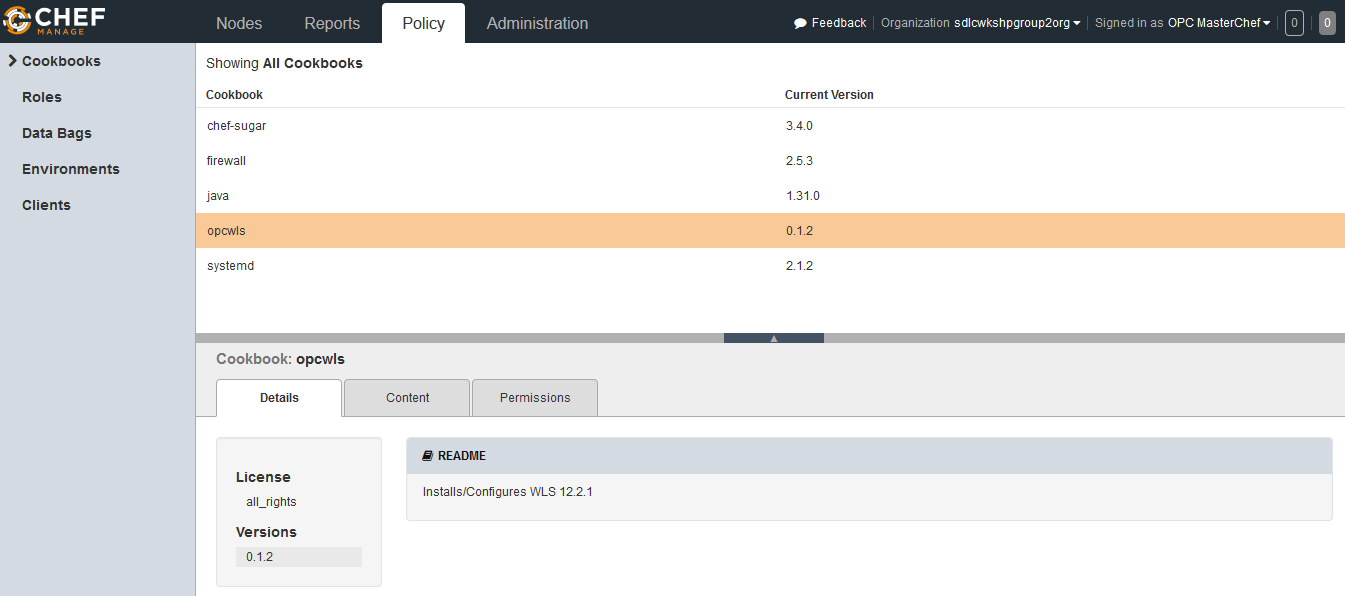 CHEF MANAGE Nodes Reports Policy Administration Feedback Organization sdlcwkshpgroup2org Signed in as OPC MasterChef 0 0
Cookbooks
Roles
Data Bags
Environments
Clients
Showing All Cookbooks
Cookbook Current Version
chef-sugar 3.4.0
firewall 2.5.3
java 1.31.0
opcwls 0.1.2
systemd 2.1.2
Cookbook: opcwls
Details Content Permissions
License
all_rights
Versions
0.1.2
README
Installs/Configures WLS 12.2.1